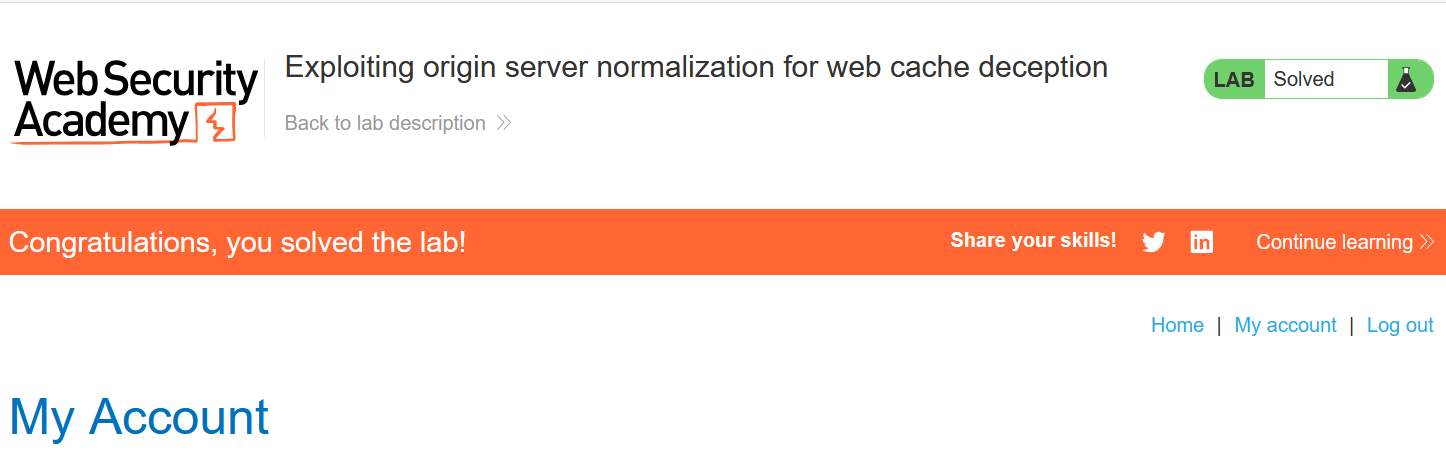 Web Security
Academy
Exploiting origin server normalization for web cache deception
Back to lab description
LAB Solved
Congratulations, you solved the lab!
Share your skills!
Continue learning
Home | My account | Log out
My Account